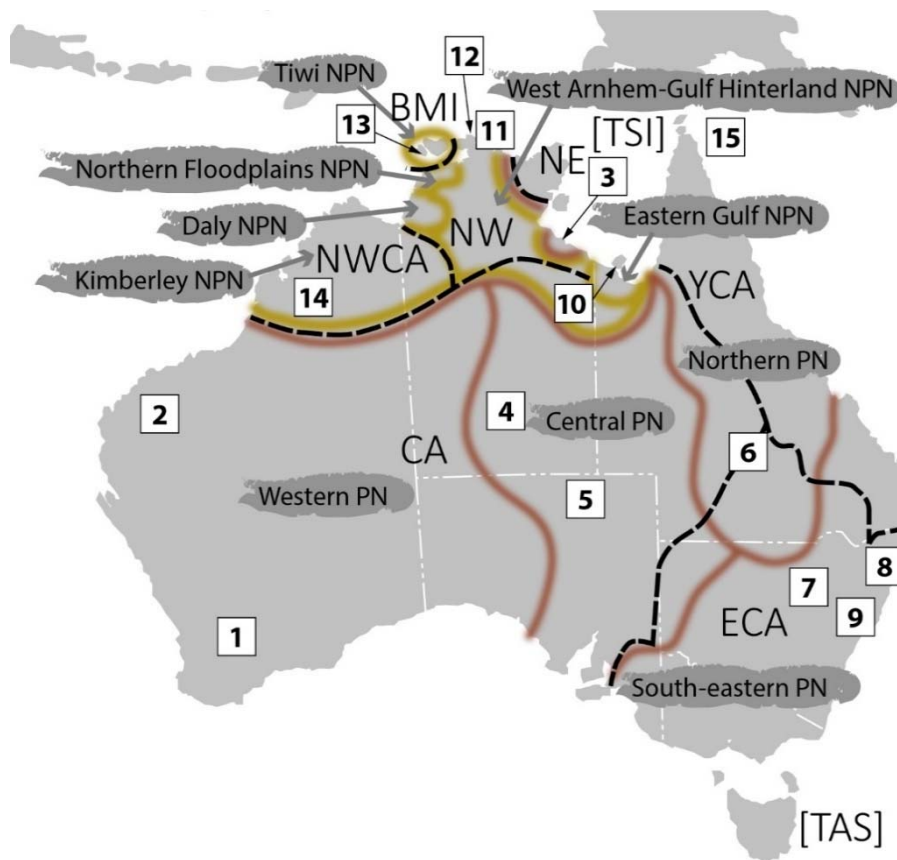 12
Tiwi NPN
BMI
West Arnhem-Gulf Hinterland NPN
13
11
15
NE
[TSI]
Northern Floodplains NPN
3
Eastern Gulf NPN
Daly NPN
NW
NWCA
Kimberley NPN
14
10
YCA
Northern PN
2
4
Central PN
6
CA
Western PN
5
8
7
9
1
ECA
South-eastern PN
[TAS]